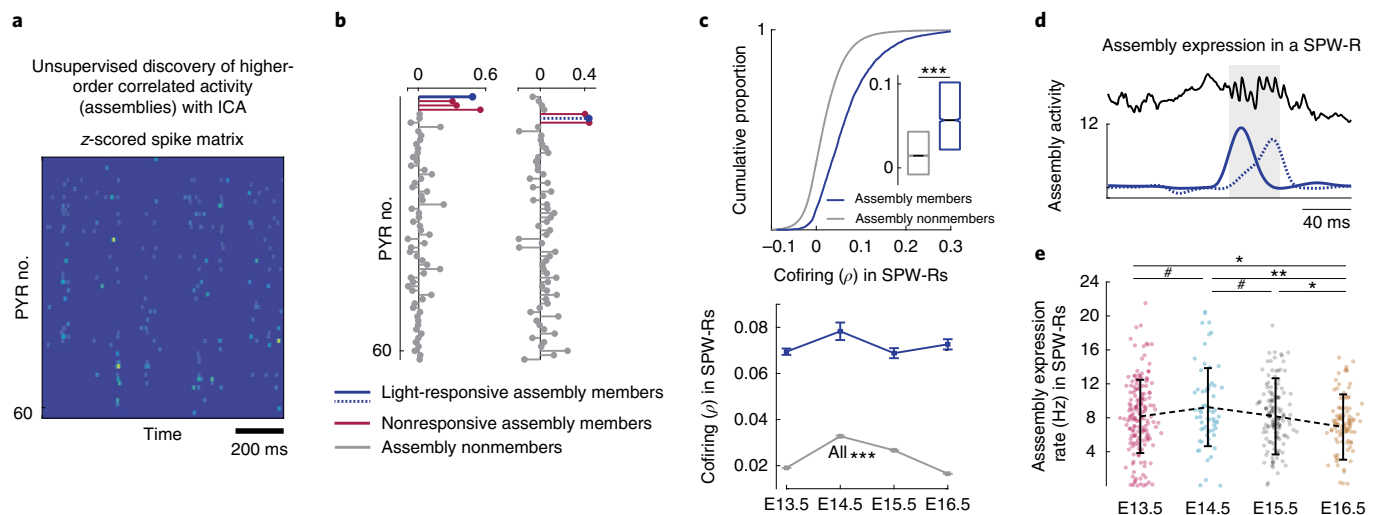 a
Unsupervised discovery of higher-
order correlated activity
(assemblies) with ICA
z-scored spike matrix
PYR no.
60
Time
200 ms
b
0 0.6 0 0.4
PYR no.
60
Light-responsive assembly members
Nonresponsive assembly members
Assembly nonmembers
c
Cumulative proportion
1
0
***
0.1
0
Assembly members
Assembly nonmembers
−0.1 0 0.1 0.2 0.3
Cofiring (ρ) in SPW-Rs
Cofiring (ρ) in SPW-Rs
0.08
0.06
0.04
0.02
All ***
E13.5 E14.5 E15.5 E16.5
d
Assembly expression in a SPW-R
Assembly activity
12
40 ms
e
Asssembly expression
rate (Hz) in SPW-Rs
24
20
16
12
8
4
*
# **
# *
E13.5 E14.5 E15.5 E16.5